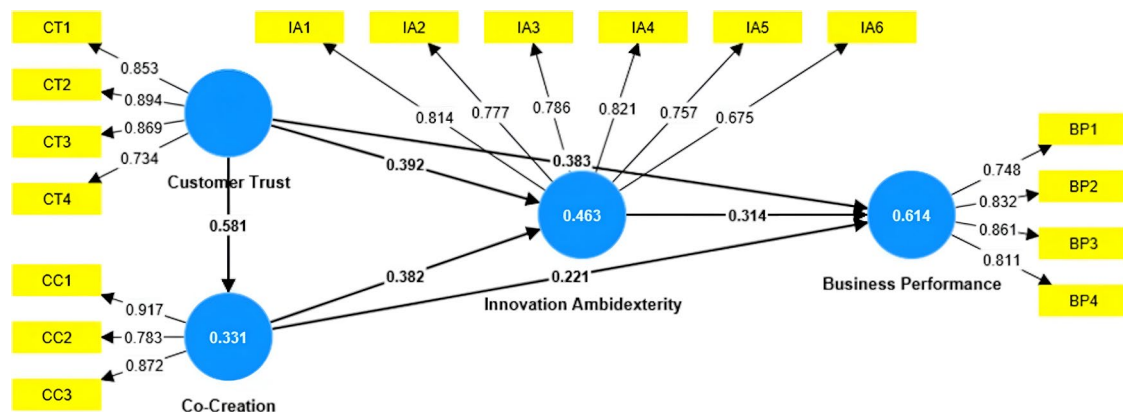 CT1
IA1
IA2
IA3
IA4
IA5
IA6
0.853
CT2
0.894
0.814
0.777
0.786
0.821
0.757
0.675
CT3
0.869
CT4
0.734
Customer Trust
0.392
0.383
BP1
0.748
BP2
0.832
0.581
0.463
0.314
0.614
0.861
BP3
0.811
BP4
CC1
0.382
0.221
Business Performance
0.917
Innovation Ambidexterity
CC2
0.783
0.331
0.872
CC3
Co-Creation